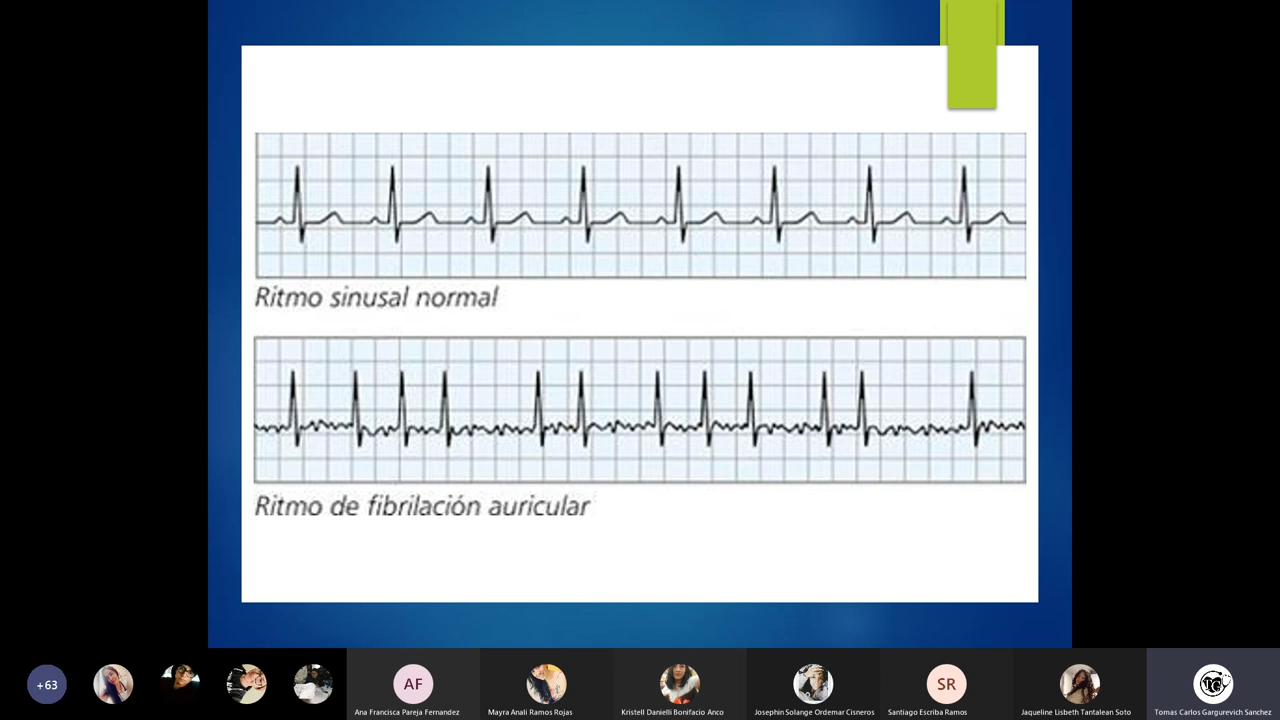 Ritmo sinusal normal
Ritmo de fibrilación auricular
+63
AF
SR
Ana Francisca Pareja Fernandez
Mayra Anali Ramos Rojas
Kristell Danielli Bonifacio Anco
Josephin Solange Ordemar Cisneros
Santiago Escriba Ramos
Jaqueline Lisbeth Tantalean Soto
Tomas Carlos Gargurevich Sanchez